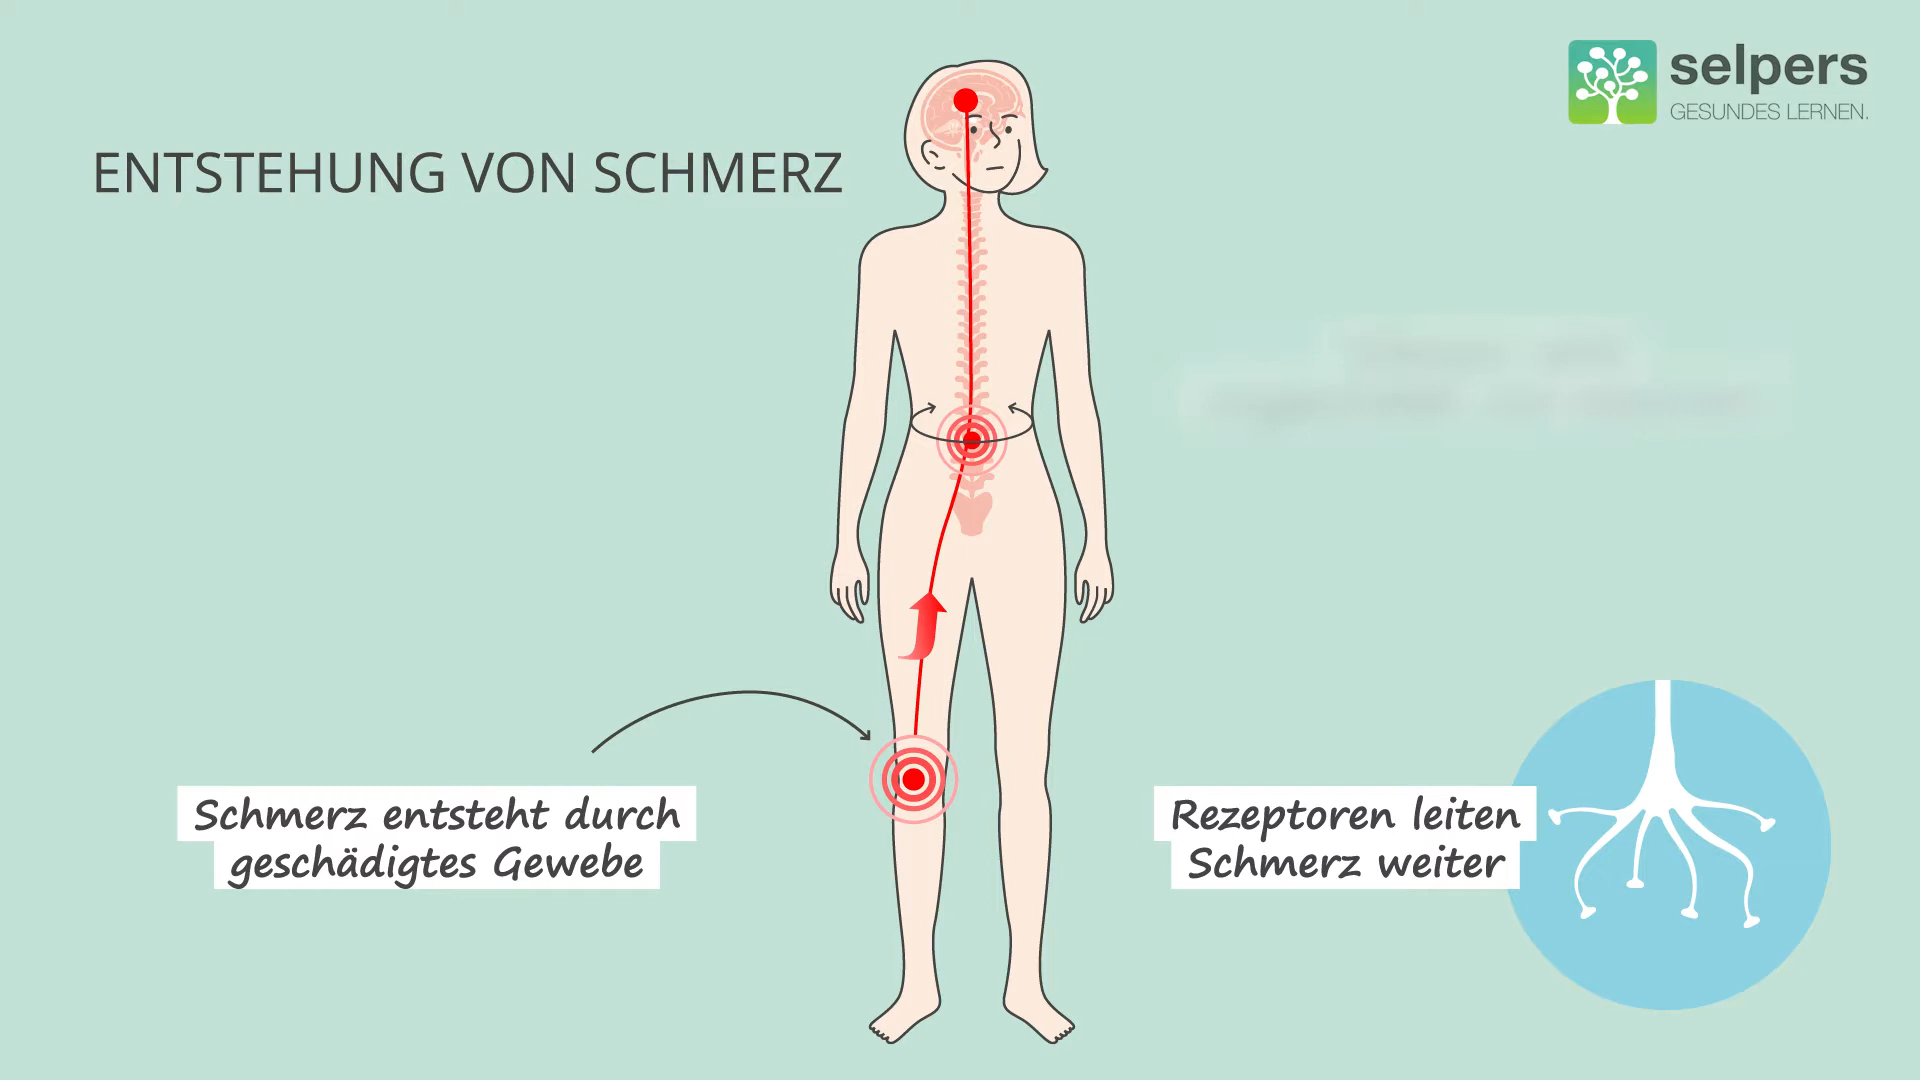 selpers
GESUNDES LERNEN.
ENTSTEHUNG VON SCHMERZ
Schmerz entsteht durch
geschädigtes Gewebe
Rezeptoren leiten
Schmerz weiter